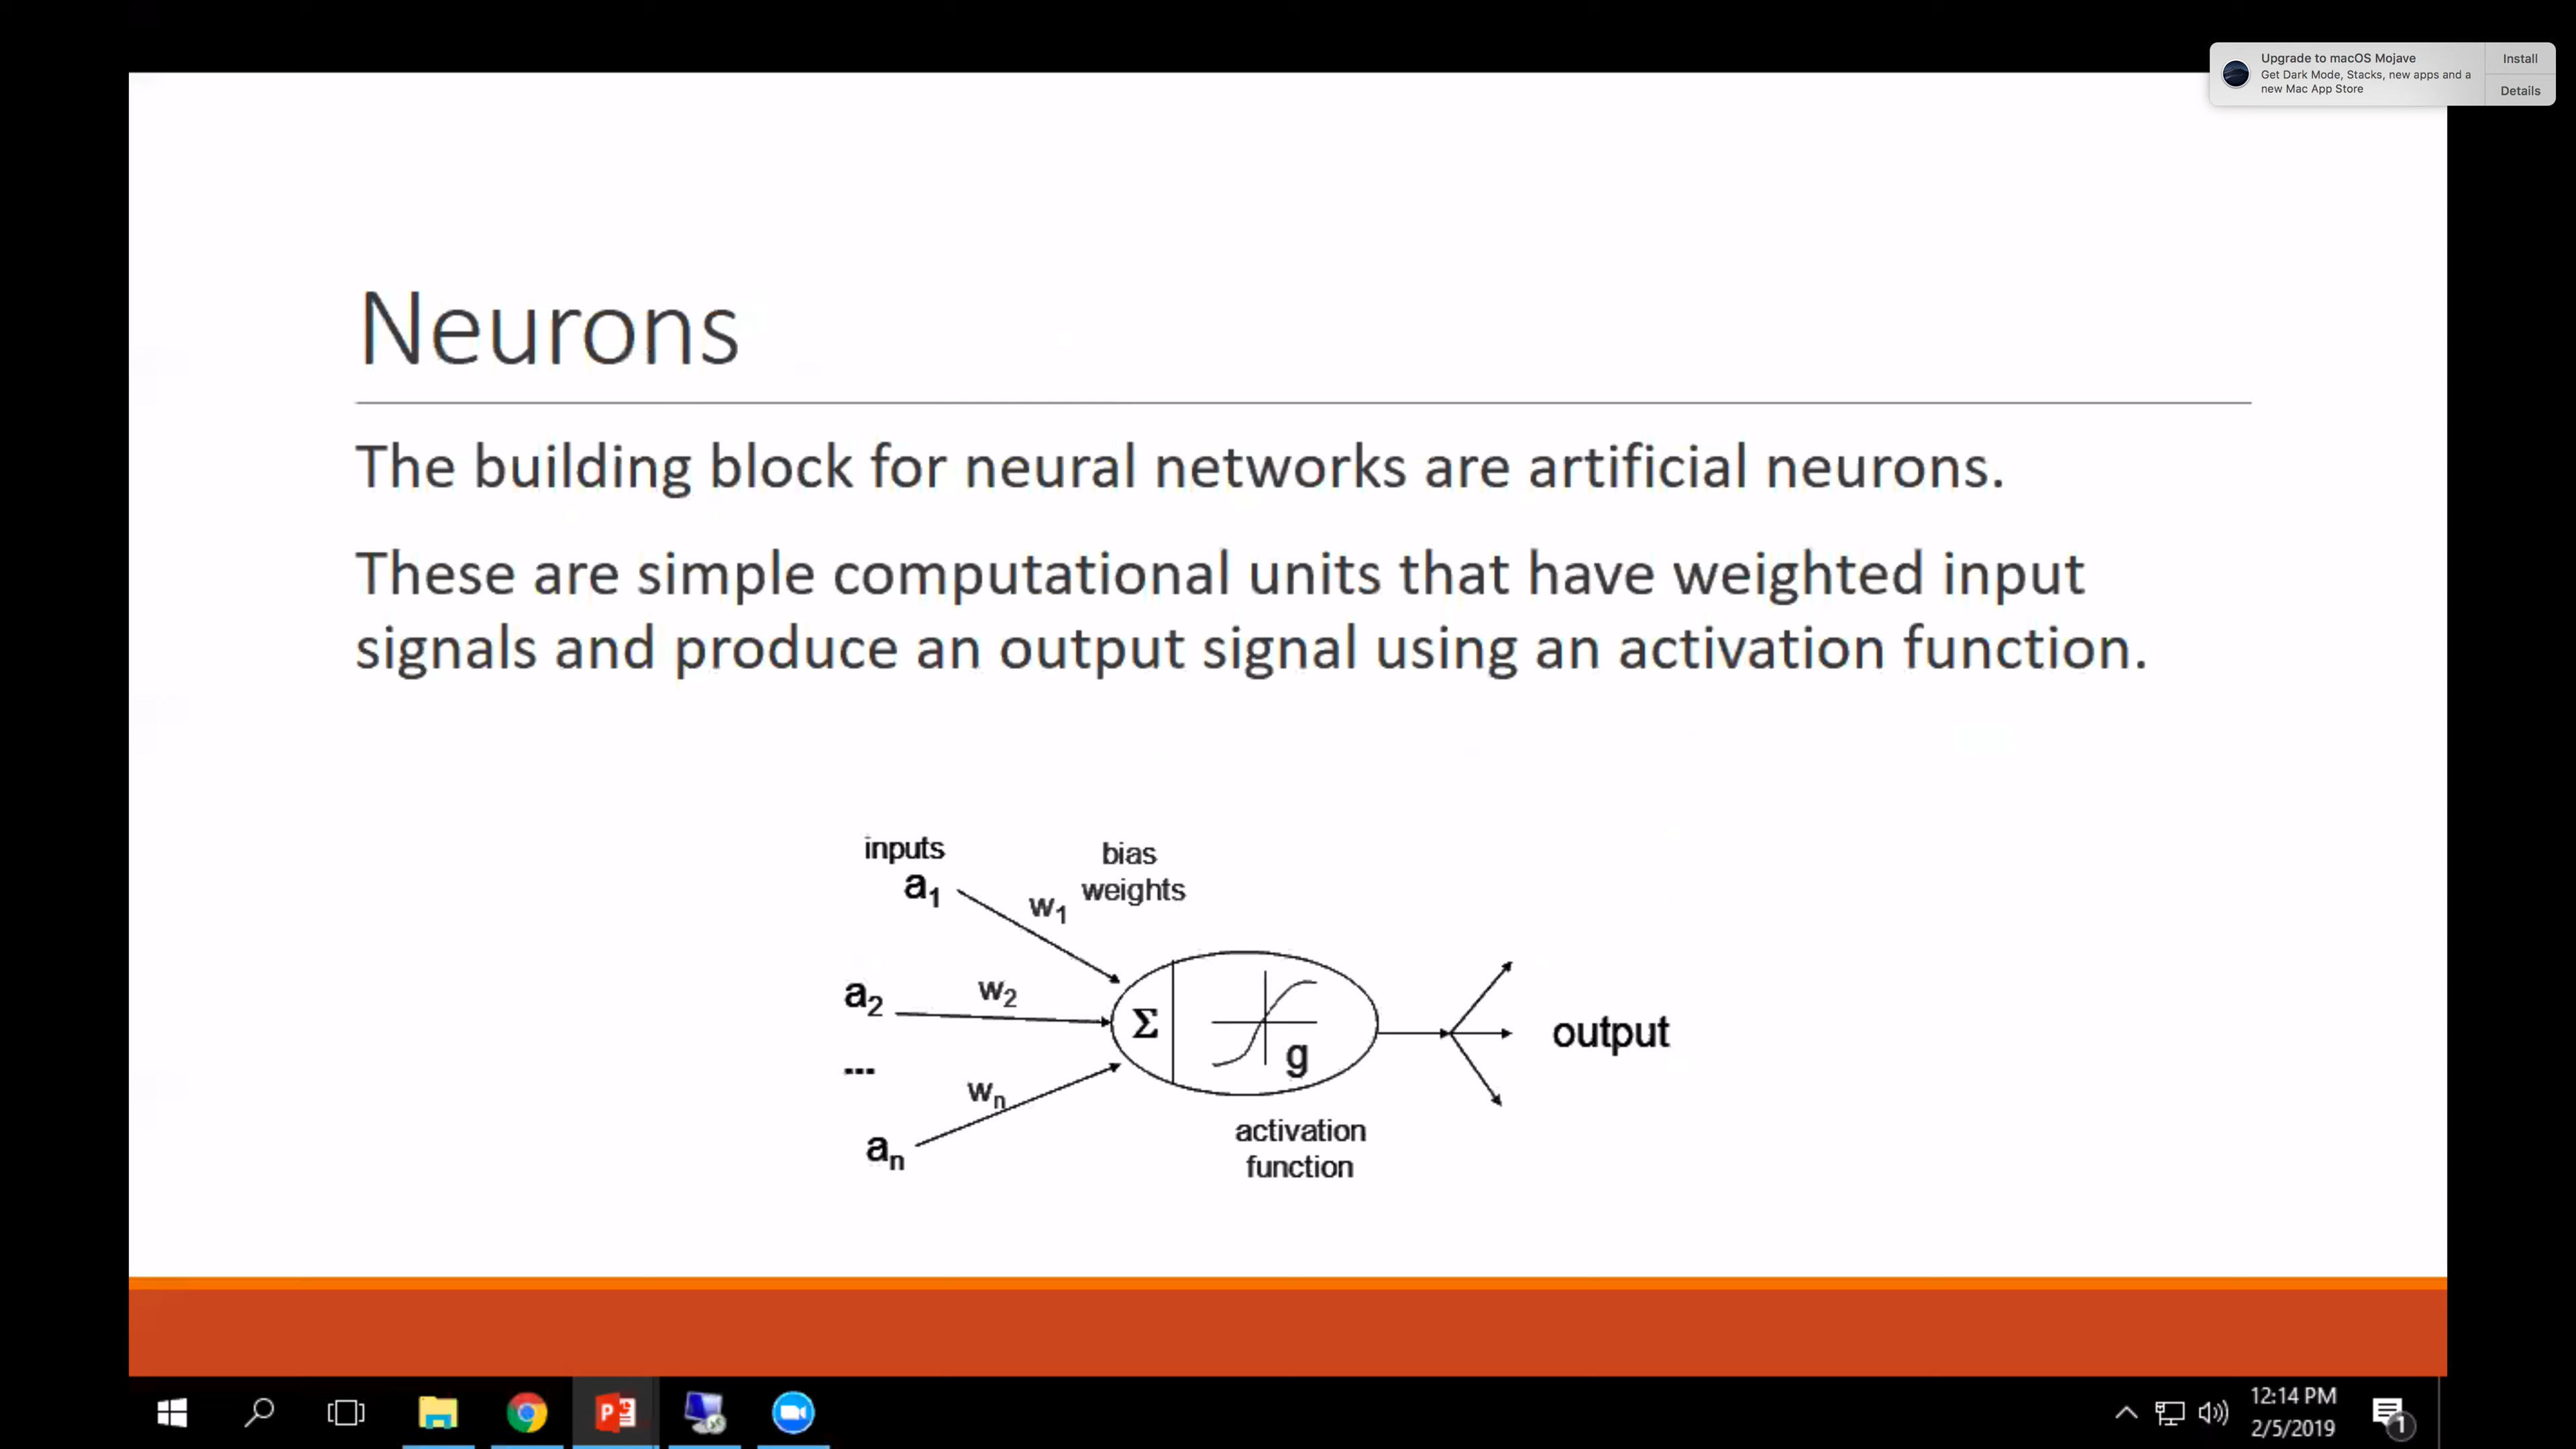 Upgrade to macOS Mojave
Get Dark Mode, Stacks, new apps and a
new Mac App Store
Install
Details
Neurons
The building block for neural networks are artificial neurons.
These are simple computational units that have weighted input
signals and produce an output signal using an activation function.
inputs
a1
w1
bias
weights
a2
w2
...
wn
an
Σ
g
activation
function
output
12:14 PM
2/5/2019
1